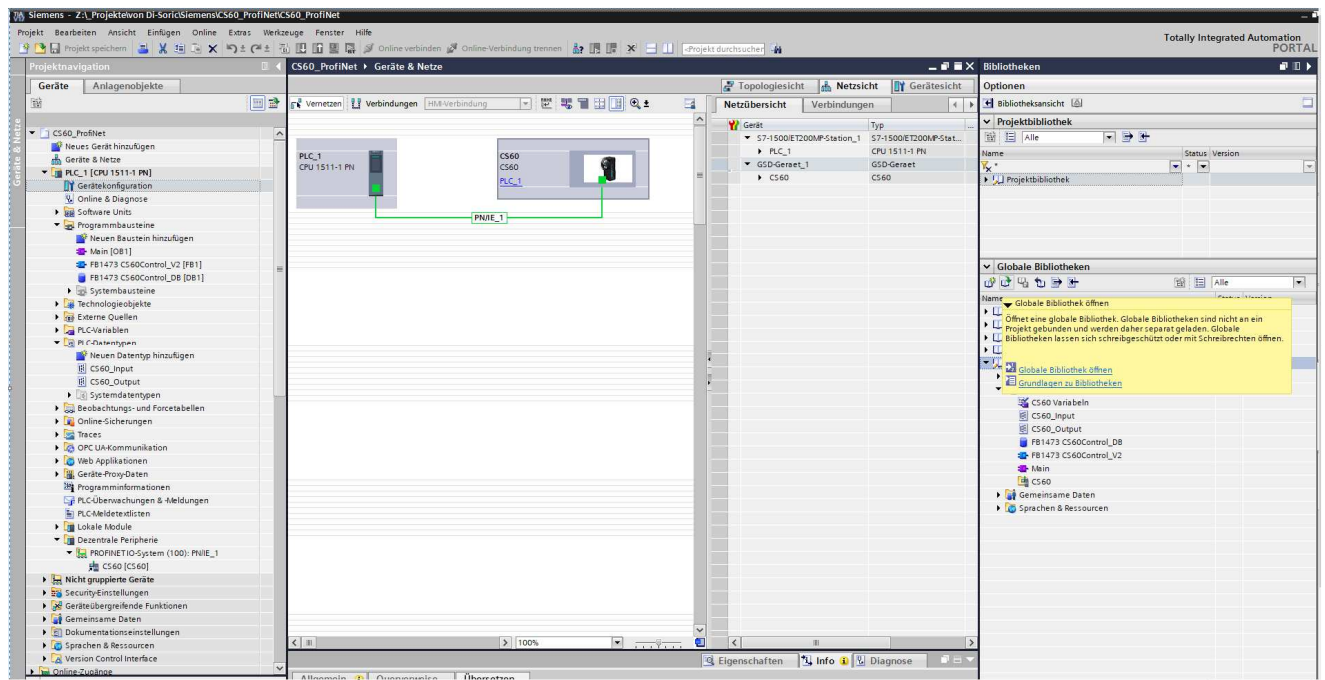 Siemens - Z:\_Projekte\von Di-Soric\Siemens\CS60_ProfiNet\CS60_ProfiNet
Projekt Bearbeiten Ansicht Einfügen Online Extras Werkzeuge Fenster Hilfe
Totally Integrated Automation
PORTAL
Projekt speichern Online verbinden Online-Verbindung trennen <Projekt durchsuchen
Projektnavigation
CS60_ProfiNet ▸ Geräte & Netze
Bibliotheken
Geräte Anlagenobjekte
Topologiesicht Netzsicht Gerätesicht
Optionen
Vernetzen Verbindungen HMI-Verbindung
Netzübersicht Verbindungen
Bibliotheksansicht
Geräte & Netze
CS60_ProfiNet
Neues Gerät hinzufügen
Geräte & Netze
PLC_1 [CPU 1511-1 PN]
Gerätekonfiguration
Online & Diagnose
Software Units
Programmbausteine
Neuen Baustein hinzufügen
Main [OB1]
FB1473 CS60Control_V2 [FB1]
FB1473 CS60Control_DB [DB1]
Systembausteine
Technologieobjekte
Externe Quellen
PLC-Variablen
PLC-Datentypen
Neuen Datentyp hinzufügen
CS60_Input
CS60_Output
Systemdatentypen
Beobachtungs- und Forcetabellen
Online-Sicherungen
Traces
OPC UA-Kommunikation
Web Applikationen
Geräte-Proxy-Daten
Programminformationen
PLC-Überwachungen & -Meldungen
PLC-Meldetextlisten
Lokale Module
Dezentrale Peripherie
PROFINET IO-System (100): PN/IE_1
CS60 [CS60]
Nicht gruppierte Geräte
Security-Einstellungen
Geräteübergreifende Funktionen
Gemeinsame Daten
Dokumentationseinstellungen
Sprachen & Ressourcen
Version Control Interface
Online-Zugänge
PLC_1
CPU 1511-1 PN
CS60
CS60
PLC_1
PN/IE_1
100%
Gerät Typ
S7-1500/ET200MP-Station_1 S7-1500/ET200MP-Stat...
PLC_1 CPU 1511-1 PN
GSD-Geraet_1 GSD-Geraet
CS60 CS60
Eigenschaften Info Diagnose
Allgemein Querverweise Übersetzen
Projektbibliothek
Alle
Name Status Version
Projektbibliothek
Globale Bibliotheken
Alle
Name Status Version
Globale Bibliothek öffnen
Öffnet eine globale Bibliothek. Globale Bibliotheken sind nicht an ein
Projekt gebunden und werden daher separat geladen. Globale
Bibliotheken lassen sich schreibgeschützt oder mit Schreibrechten öffnen.
Globale Bibliothek öffnen
Grundlagen zu Bibliotheken
CS60 Variabeln
CS60_Input
CS60_Output
FB1473 CS60Control_DB
FB1473 CS60Control_V2
Main
CS60
Gemeinsame Daten
Sprachen & Ressourcen